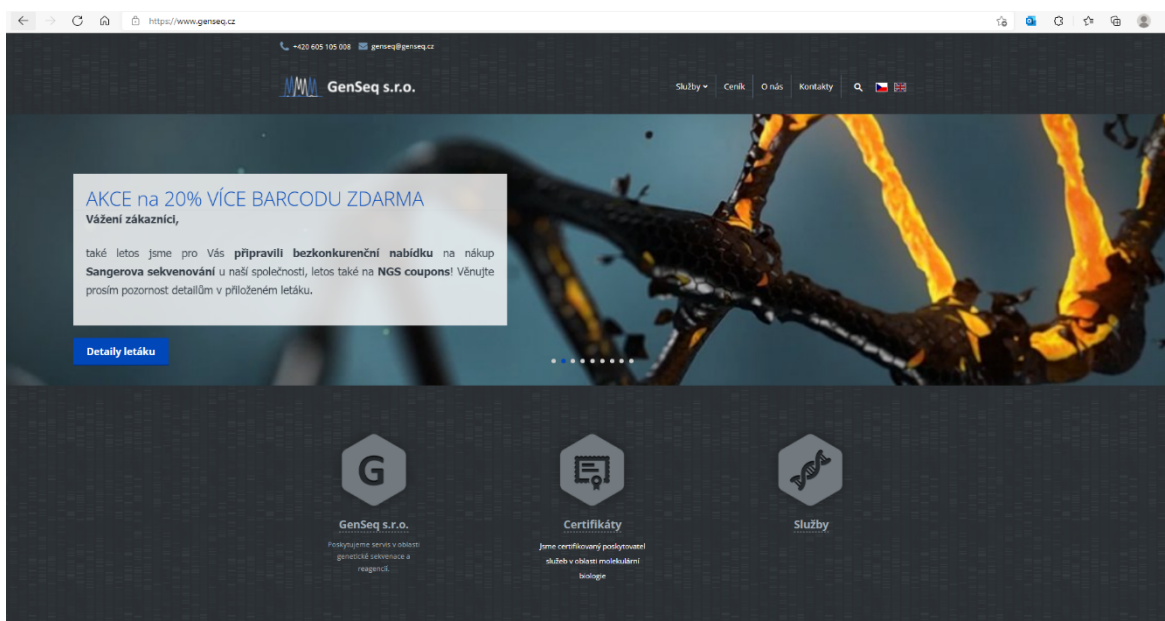 https://www.genseq.cz
+420 605 105 008 genseq@genseq.cz
GenSeq s.r.o.
Služby Ceník O nás Kontakty
AKCE na 20% VÍCE BARCODU ZDARMA
Vážení zákazníci,
také letos jsme pro Vás připravili bezkonkurenční nabídku na nákup
Sangerova sekvenování u naší společnosti, letos také na NGS coupons! Věnujte
prosím pozornost detailům v přiloženém letáku.
Detaily letáku
G
GenSeq s.r.o.
Poskytujeme servis v oblasti
genetické sekvenace a
reagencií.
Certifikáty
Jsme certifikovaný poskytovatel
služeb v oblasti molekulární
biologie
Služby